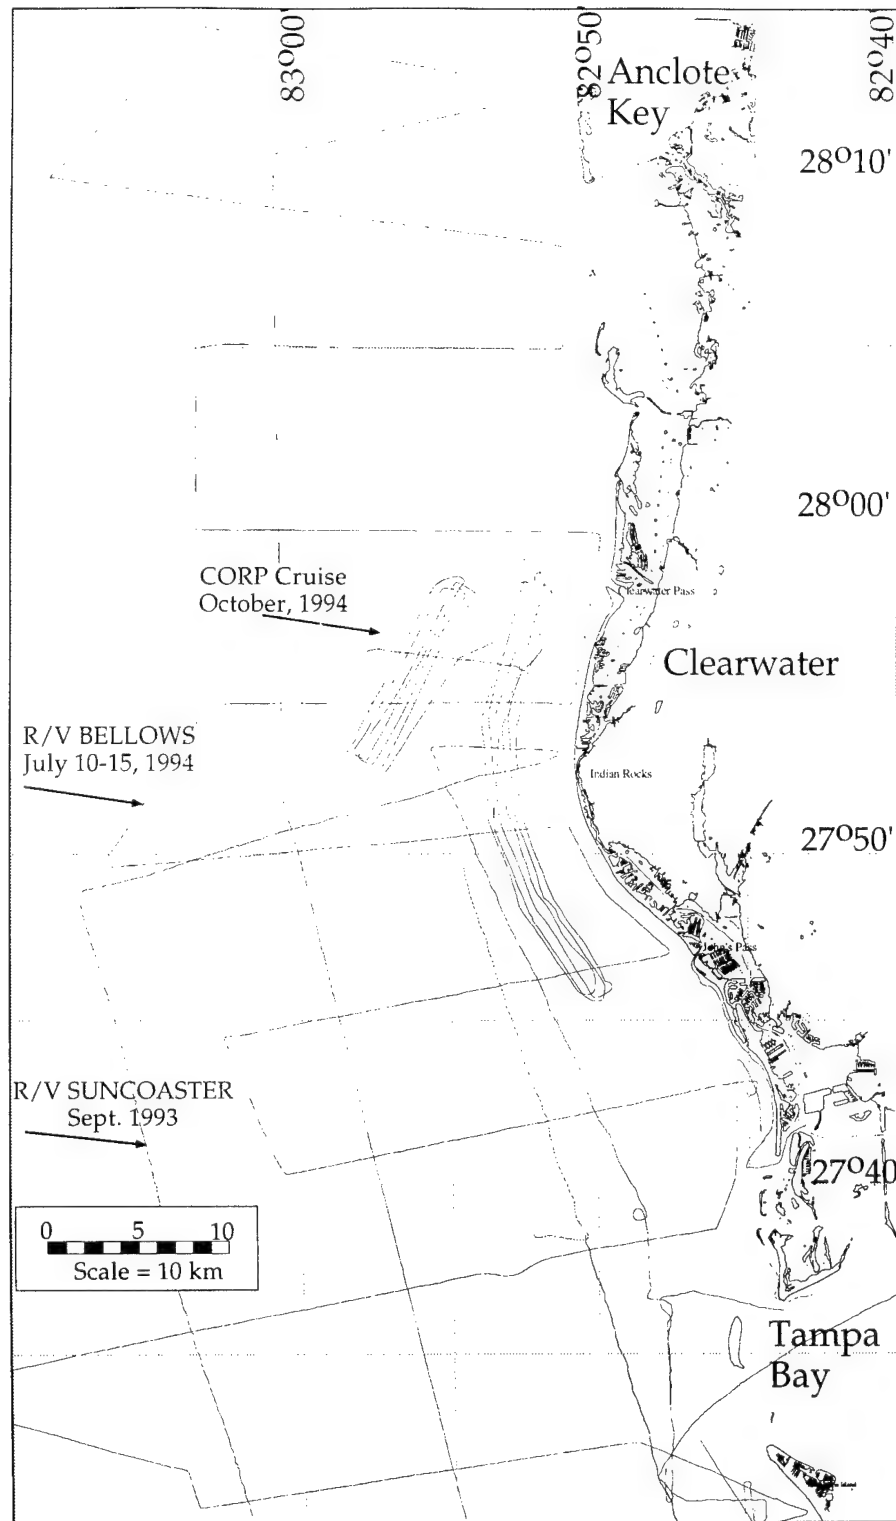 83°00'
82°50'
82°40'
Anclote
Key
28°10'
28°00'
CORP Cruise
October, 1994
Clearwater Pass
Clearwater
R/V BELLOWS
July 10-15, 1994
Indian Rocks
27°50'
John's Pass
R/V SUNCOASTER
Sept. 1993
27°40
0 5 10
Scale = 10 km
Tampa
Bay